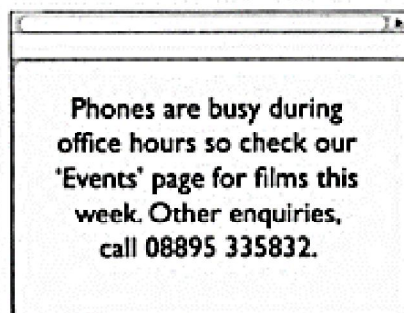 Phones are busy during
office hours so check our
'Events' page for films this
week. Other enquiries,
call 08895 335832.